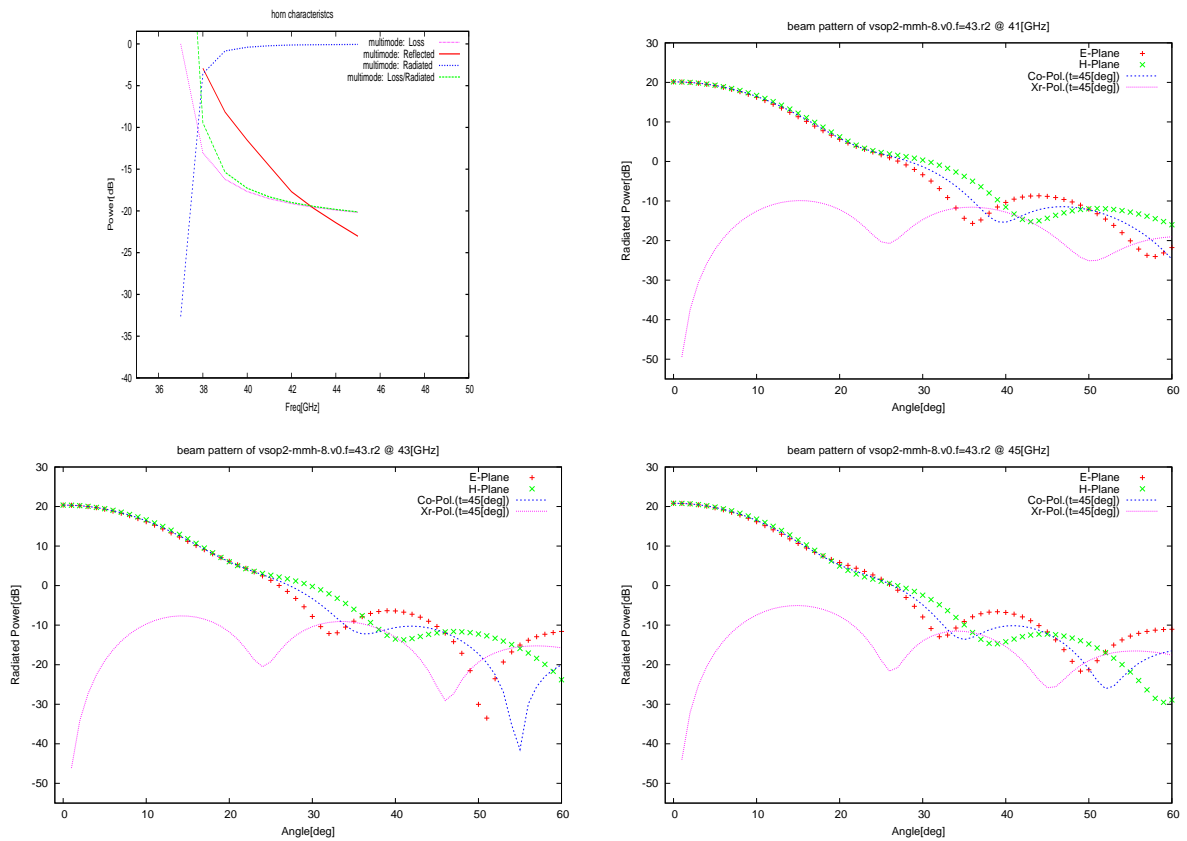 horn characteristcs
multimode: Loss
multimode: Reflected
multimode: Radiated
multimode: Loss/Radiated
0
-5
-10
-15
-20
-25
-30
-35
-40
Power[dB]
36 38 40 42 44 46 48 50
Freq[GHz]
beam pattern of vsop2-mmh-8.v0.f=43.r2 @ 41[GHz]
E-Plane
H-Plane
Co-Pol.(t=45[deg])
Xr-Pol.(t=45[deg])
30
20
10
0
-10
-20
-30
-40
-50
Radiated Power[dB]
0 10 20 30 40 50 60
Angle[deg]
beam pattern of vsop2-mmh-8.v0.f=43.r2 @ 43[GHz]
E-Plane
H-Plane
Co-Pol.(t=45[deg])
Xr-Pol.(t=45[deg])
30
20
10
0
-10
-20
-30
-40
-50
Radiated Power[dB]
0 10 20 30 40 50 60
Angle[deg]
beam pattern of vsop2-mmh-8.v0.f=43.r2 @ 45[GHz]
E-Plane
H-Plane
Co-Pol.(t=45[deg])
Xr-Pol.(t=45[deg])
30
20
10
0
-10
-20
-30
-40
-50
Radiated Power[dB]
0 10 20 30 40 50 60
Angle[deg]